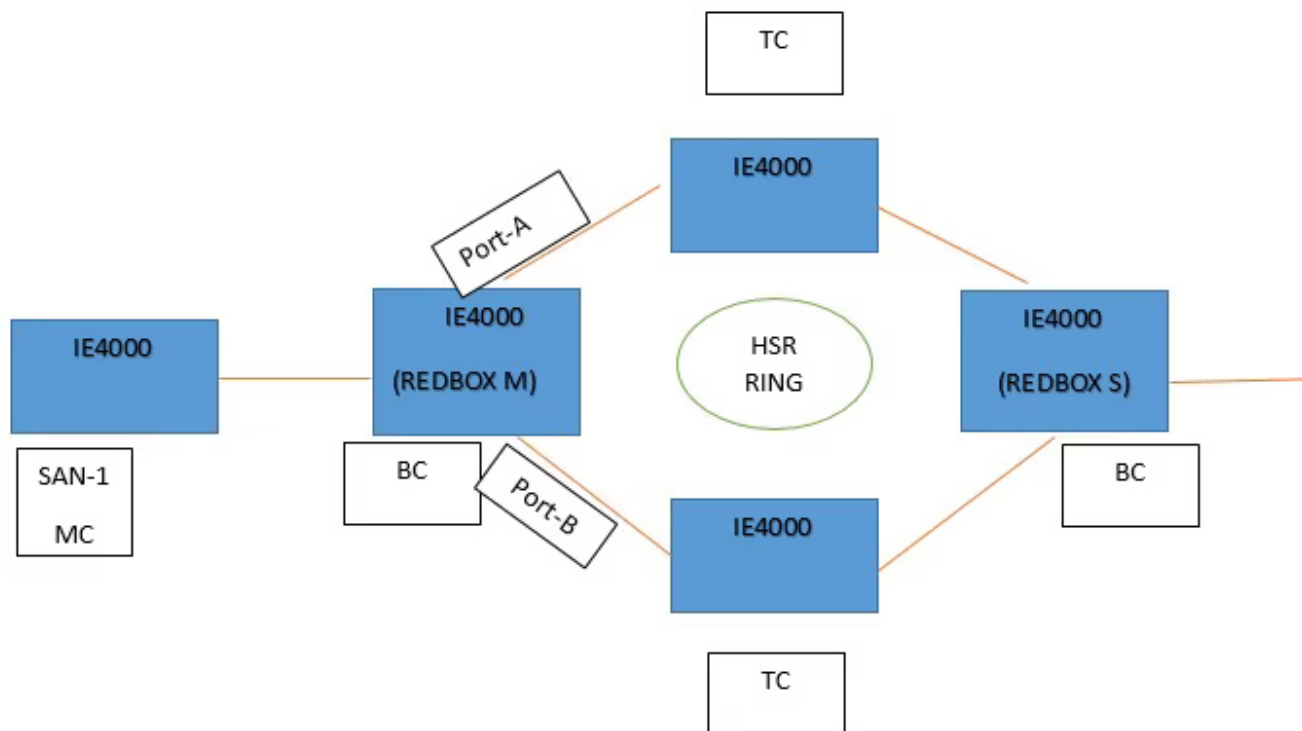 TC
IE4000
Port-A
IE4000
(REDBOX M)
IE4000
(REDBOX S)
IE4000
HSR
RING
SAN-1
MC
BC
Port-B
IE4000
BC
TC